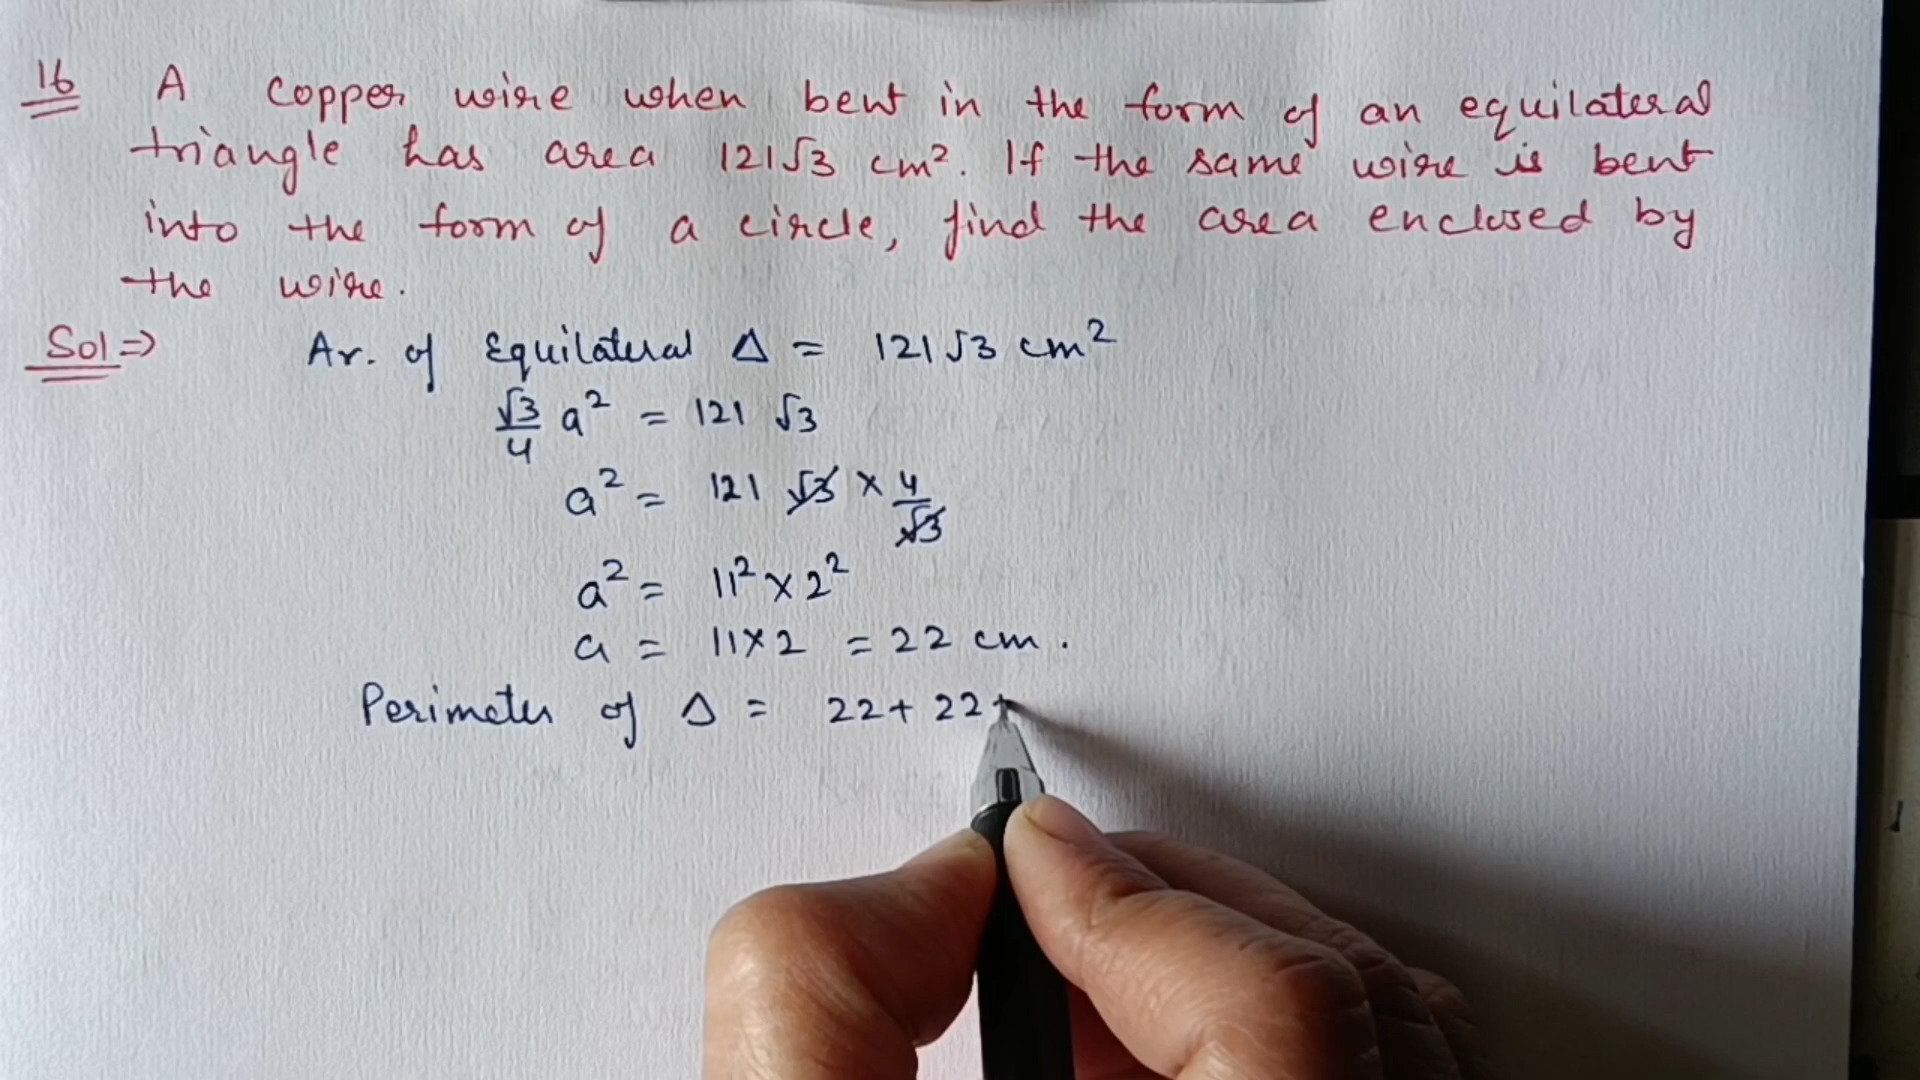 16 A copper wire when bent in the form of an equilateral
triangle has area 121√3 cm². If the same wire is bent
into the form of a circle, find the area enclosed by
the wire.
Sol ⇒ Ar. of Equilateral Δ = 121√3 cm²
√3/4 a² = 121 √3
a² = 121 √3 × 4/√3
a² = 11² × 2²
a = 11×2 = 22 cm.
Perimeter of Δ = 22 + 22 +